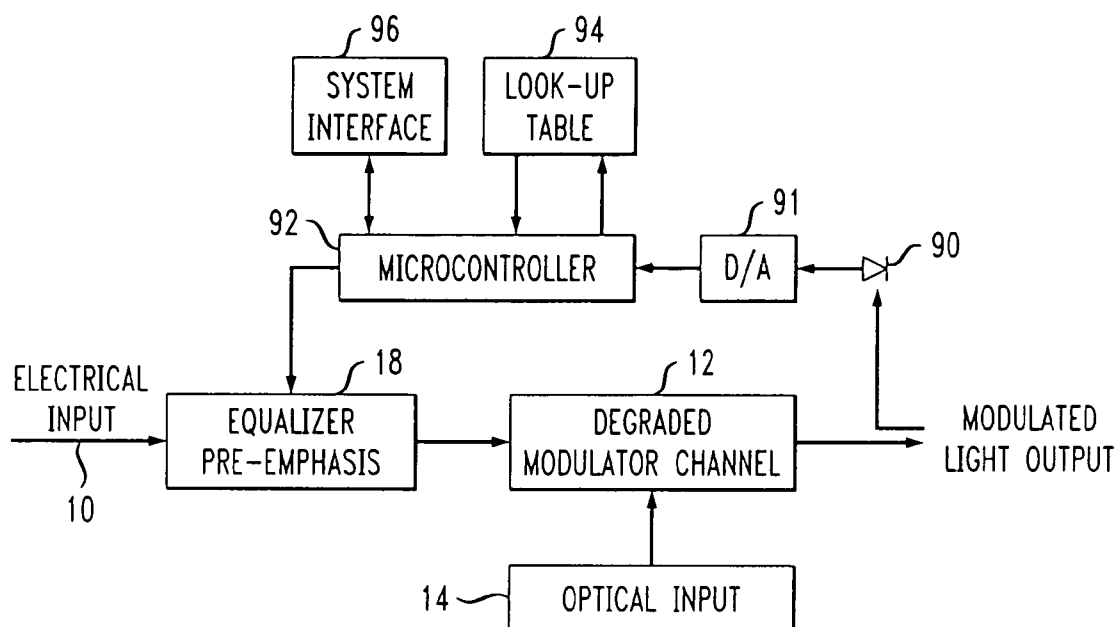 96
94
SYSTEM
INTERFACE
LOOK-UP
TABLE
92
91
90
MICROCONTROLLER
D/A
ELECTRICAL
INPUT
10
18
EQUALIZER
PRE-EMPHASIS
12
DEGRADED
MODULATOR CHANNEL
MODULATED
LIGHT OUTPUT
14
OPTICAL INPUT